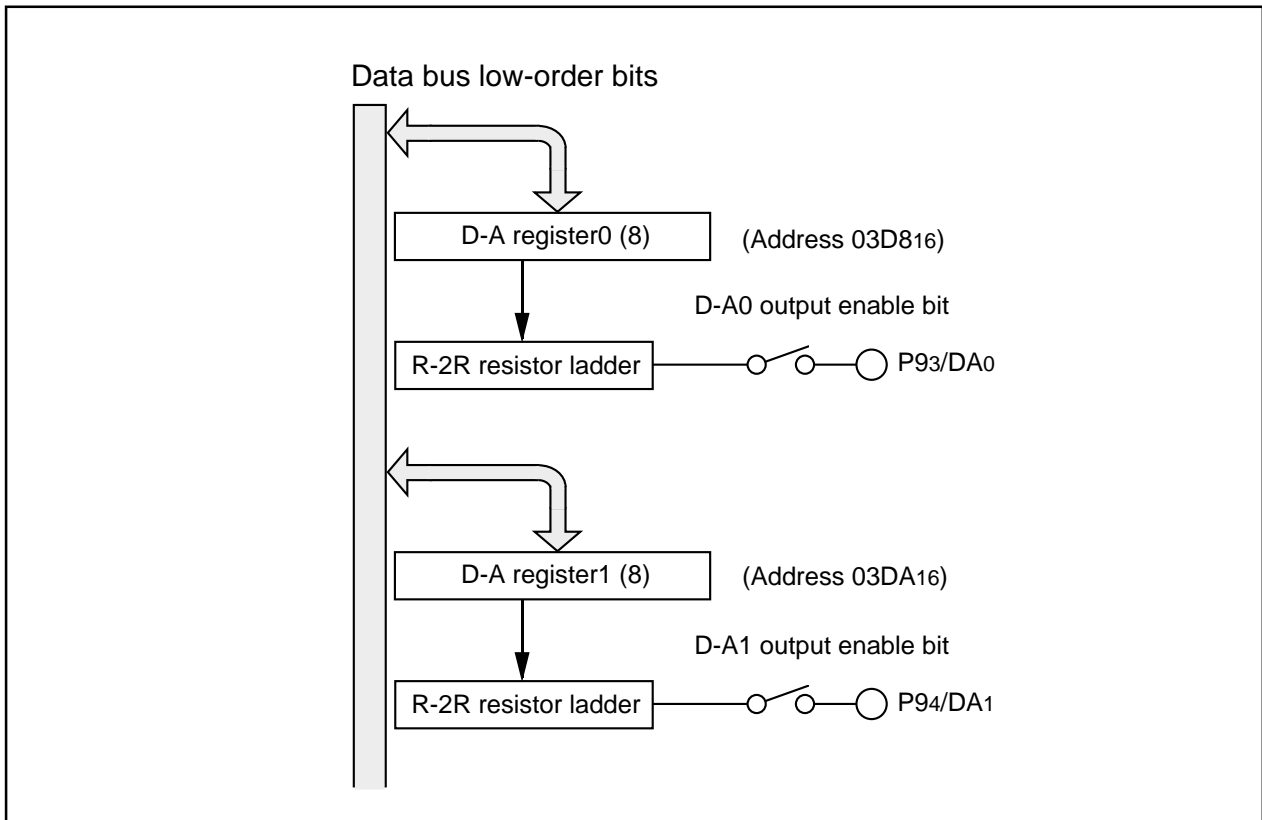 Data bus low-order bits
D-A register0 (8)
(Address 03D816)
D-A0 output enable bit
R-2R resistor ladder
P93/DA0
D-A register1 (8)
(Address 03DA16)
D-A1 output enable bit
R-2R resistor ladder
P94/DA1